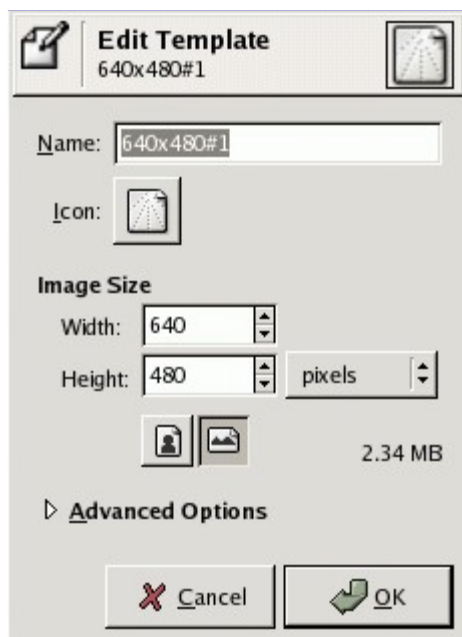 Edit Template
640x480#1
Name: 640x480#1
Icon:
Image Size
Width: 640
Height: 480 pixels
2.34 MB
Advanced Options
Cancel OK